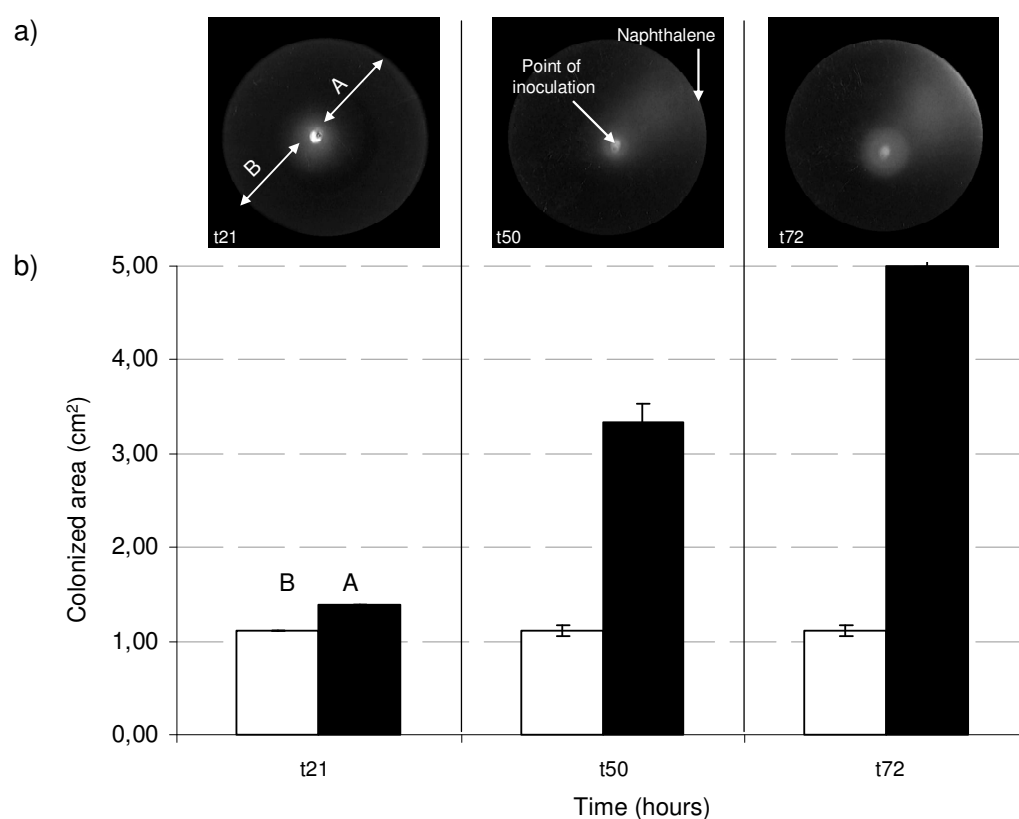 a)
A
B
t21
Naphthalene
Point of
inoculation
t50
t72
b)
5,00
4,00
3,00
2,00
1,00
0,00
Colonized area (cm²)
B A
t21 t50 t72
Time (hours)